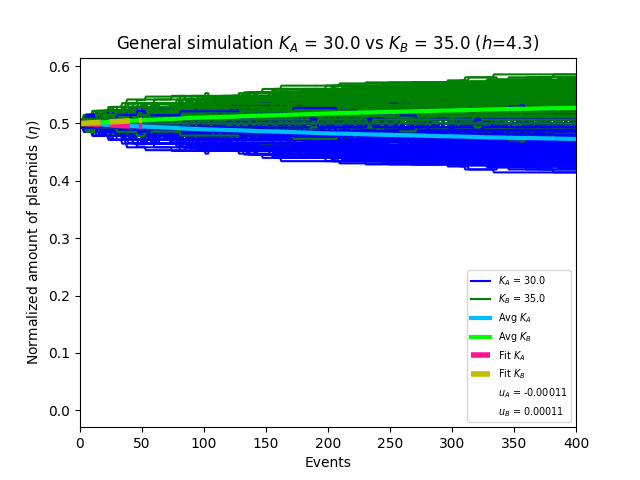 General simulation K_A = 30.0 vs K_B = 35.0 (h=4.3)
Normalized amount of plasmids (η)
0.6
0.5
0.4
0.3
0.2
0.1
0.0
K_A = 30.0
K_B = 35.0
Avg K_A
Avg K_B
Fit K_A
Fit K_B
u_A = -0.00011
u_B = 0.00011
0 50 100 150 200 250 300 350 400
Events